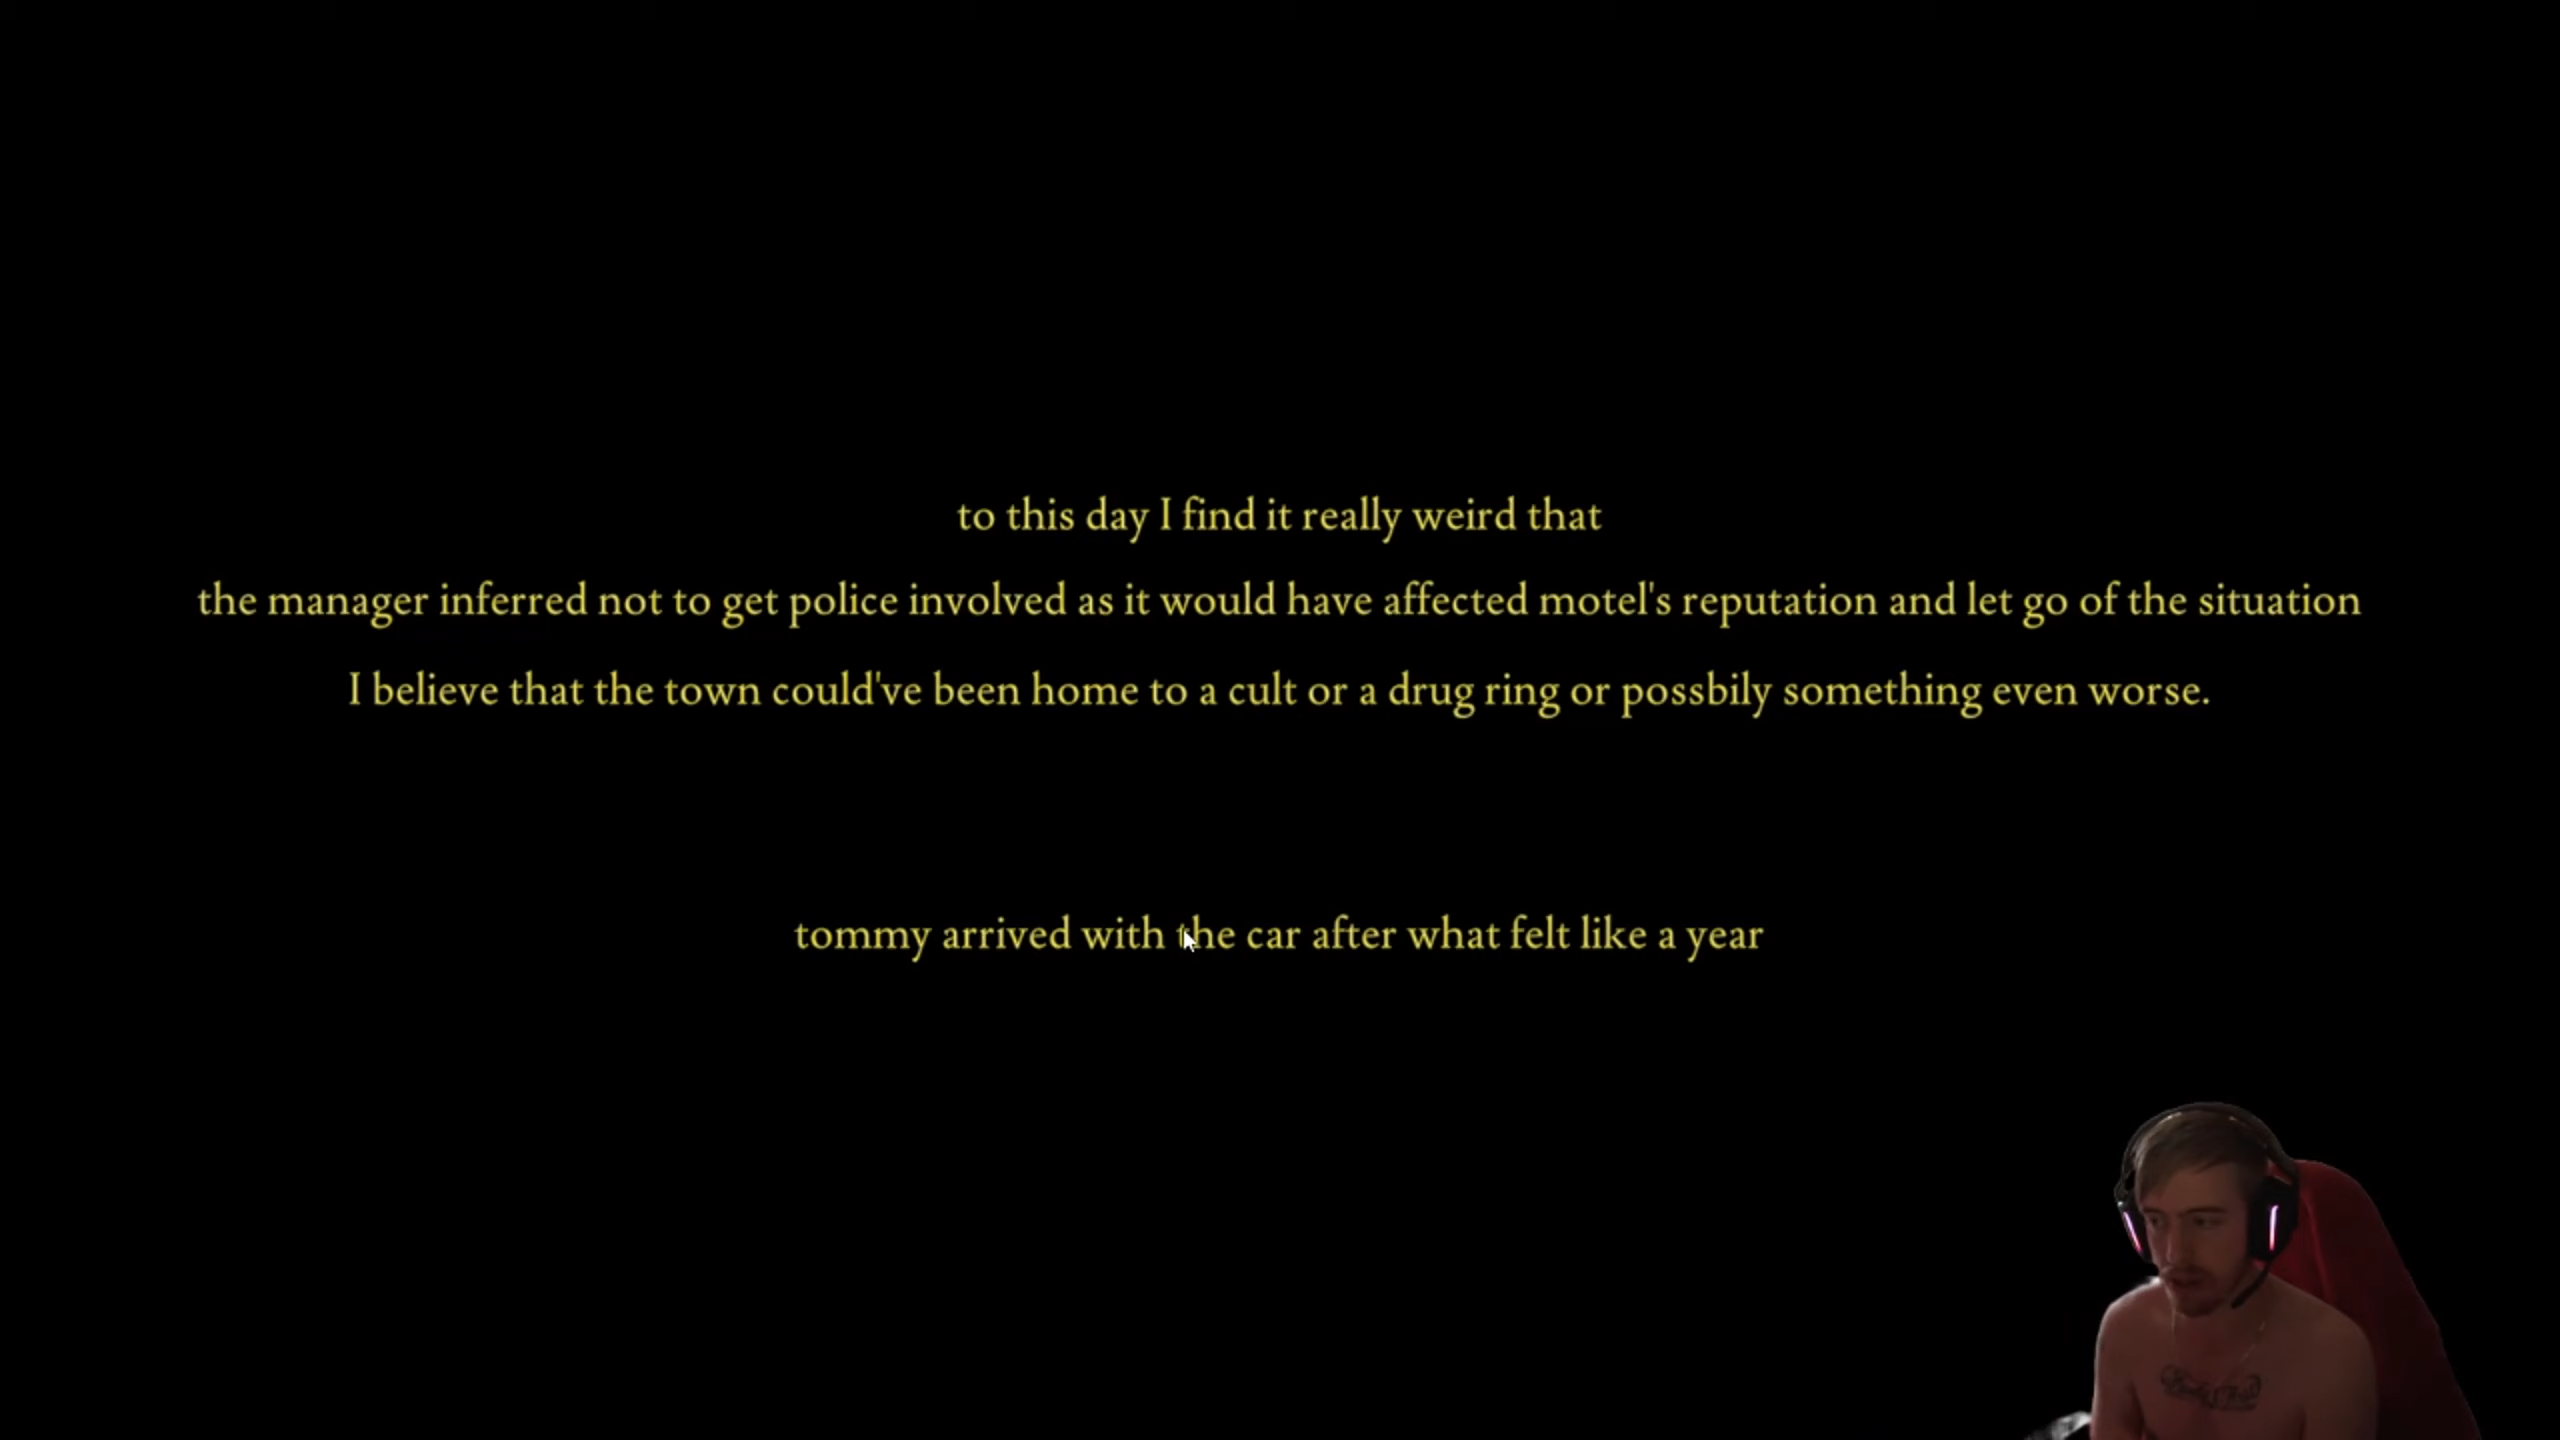 to this day I find it really weird that
the manager inferred not to get police involved as it would have affected motel's reputation and let go of the situation
I believe that the town could've been home to a cult or a drug ring or possbily something even worse.
tommy arrived with the car after what felt like a year